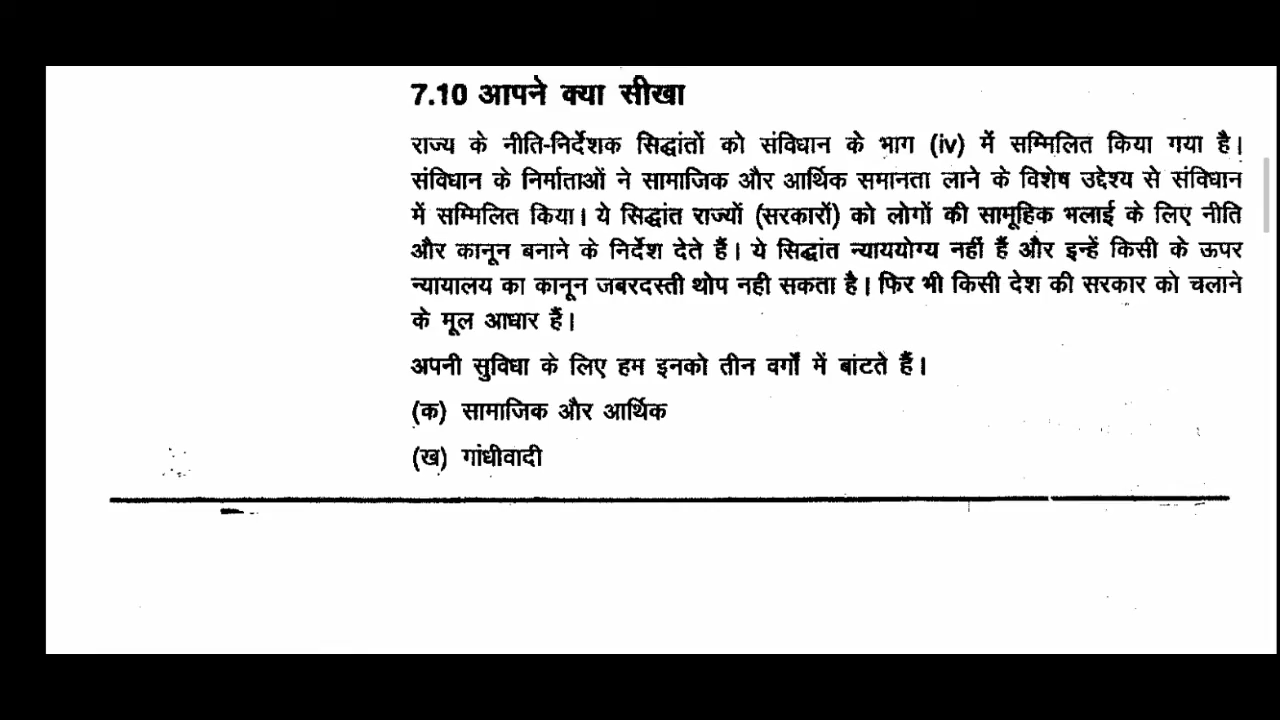 7.10 आपने क्या सीखा
राज्य के नीति-निर्देशक सिद्धांतों को संविधान के भाग (iv) में सम्मिलित किया गया है।
संविधान के निर्माताओं ने सामाजिक और आर्थिक समानता लाने के विशेष उद्देश्य से संविधान
में सम्मिलित किया। ये सिद्धांत राज्यों (सरकारों) को लोगों की सामूहिक भलाई के लिए नीति
और कानून बनाने के निर्देश देते हैं। ये सिद्धांत न्याययोग्य नहीं हैं और इन्हें किसी के ऊपर
न्यायालय का कानून जबरदस्ती थोप नही सकता है। फिर भी किसी देश की सरकार को चलाने
के मूल आधार हैं।
अपनी सुविधा के लिए हम इनको तीन वर्गों में बांटते हैं।
(क) सामाजिक और आर्थिक
(ख) गांधीवादी